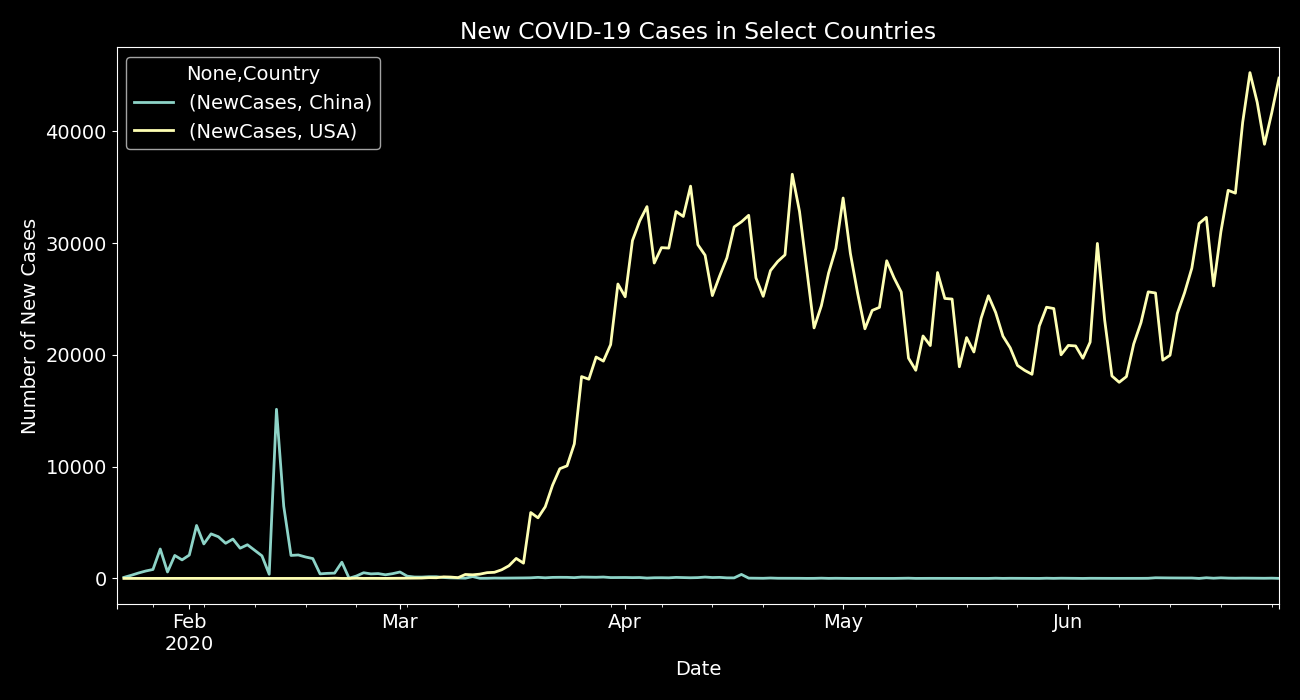 New COVID-19 Cases in Select Countries
None,Country
(NewCases, China)
(NewCases, USA)
Number of New Cases
40000
30000
20000
10000
0
Feb
2020
Mar
Apr
May
Jun
Date